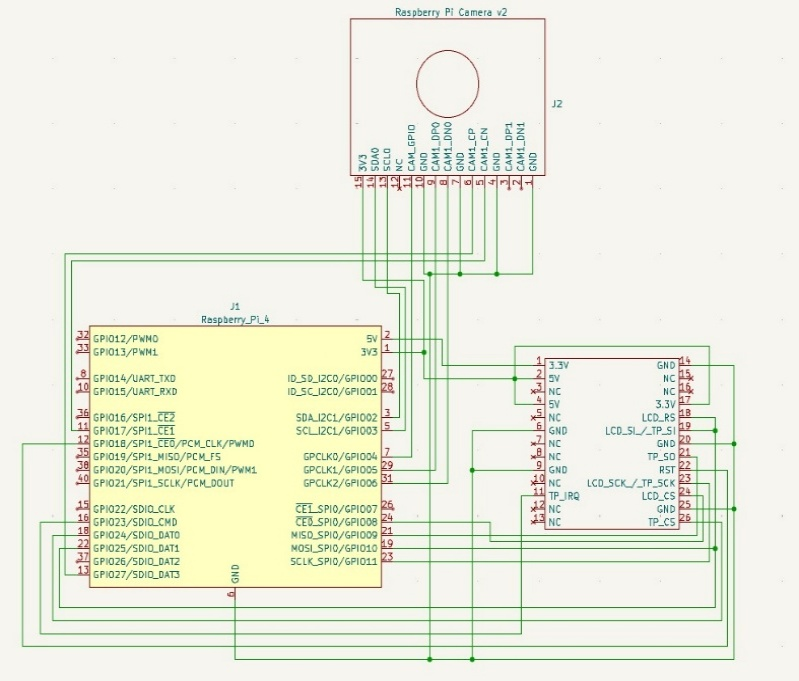 Raspberry Pi Camera v2
J2
3V3
SDA0
SCL0
NC
CAM_GPIO
GND
CAM1_DP0
CAM1_DN0
GND
CAM1_CP
CAM1_CN
GND
CAM1_DP1
CAM1_DN1
GND
15
14
13
12
11
10
9
8
7
6
5
4
3
2
1
J1
Raspberry_Pi_4
32 GPIO12/PWM0 5V 2
33 GPIO13/PWM1 3V3 1
8 GPIO14/UART_TXD ID_SD_I2C0/GPIO00 27
10 GPIO15/UART_RXD ID_SC_I2C0/GPIO01 28
36 GPIO16/SPI1_CE2 SDA_I2C1/GPIO02 3
11 GPIO17/SPI1_CE1 SCL_I2C1/GPIO03 5
12 GPIO18/SPI1_CE0/PCM_CLK/PWM0 GPCLK0/GPIO04 7
35 GPIO19/SPI1_MISO/PCM_FS GPCLK1/GPIO05 29
38 GPIO20/SPI1_MOSI/PCM_DIN/PWM1 GPCLK2/GPIO06 31
40 GPIO21/SPI1_SCLK/PCM_DOUT
15 GPIO22/SDIO_CLK CE1_SPI0/GPIO07 26
16 GPIO23/SDIO_CMD CE0_SPI0/GPIO08 24
18 GPIO24/SDIO_DAT0 MISO_SPI0/GPIO09 21
22 GPIO25/SDIO_DAT1 MOSI_SPI0/GPIO10 19
37 GPIO26/SDIO_DAT2 SCLK_SPI0/GPIO11 23
13 GPIO27/SDIO_DAT3
GND
6
1 3.3V GND 14
2 5V NC 15
3 NC NC 16
4 5V 3.3V 17
5 NC LCD_RS 18
6 GND LCD_SI_/_TP_SI 19
7 NC GND 20
8 NC TP_SO 21
9 GND RST 22
10 NC LCD_SCK_/_TP_SCK 23
11 TP_IRQ LCD_CS 24
12 NC GND 25
13 NC TP_CS 26